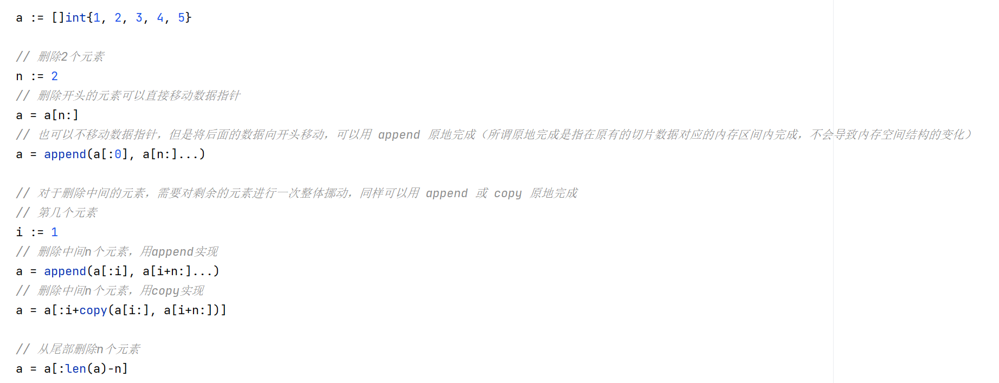 a := []int{1, 2, 3, 4, 5}
// 删除2个元素
n := 2
// 删除开头的元素可以直接移动数据指针
a = a[n:]
// 也可以不移动数据指针，但是将后面的数据向开头移动，可以用 append 原地完成（所谓原地完成是指在原有的切片数据对应的内存区间内完成，不会导致内存空间结构的变化）
a = append(a[:0], a[n:]...)
// 对于删除中间的元素，需要对剩余的元素进行一次整体挪动，同样可以用 append 或 copy 原地完成
// 第几个元素
i := 1
// 删除中间n个元素，用append实现
a = append(a[:i], a[i+n:]...)
// 删除中间n个元素，用copy实现
a = a[:i+copy(a[i:], a[i+n:])]
// 从尾部删除n个元素
a = a[:len(a)-n]